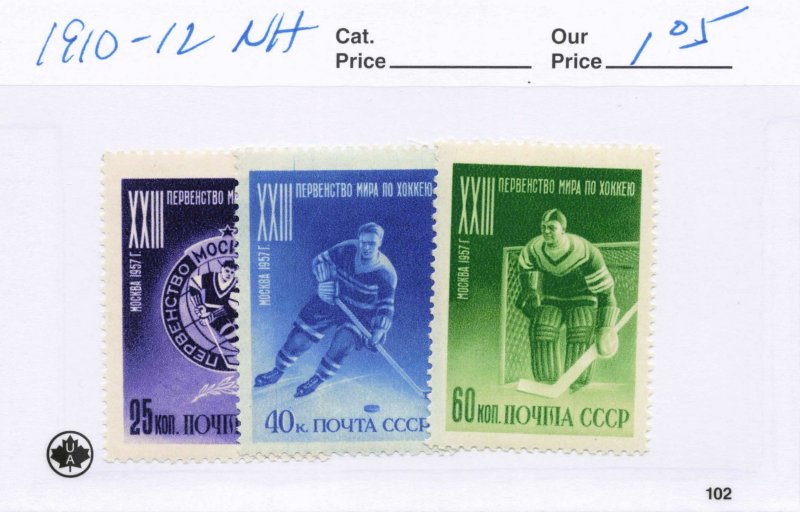 1910-12 NH
Cat.
Price
Our
Price 1 05
XXIII
ПЕРВЕНСТВО МИ
МОСКВА 1957 Г.
ПЕРВЕНСТВО МОСК
25 КОП. ПОЧТ
XXIII
ПЕРВЕНСТВО МИРА ПО ХОККЕЮ
МОСКВА 1957 Г.
40 К. ПОЧТА СССР
XXIII
ПЕРВЕНСТВО МИРА ПО ХОККЕЮ
МОСКВА 1957 Г.
60 КОП. ПОЧТА СССР
U A
102